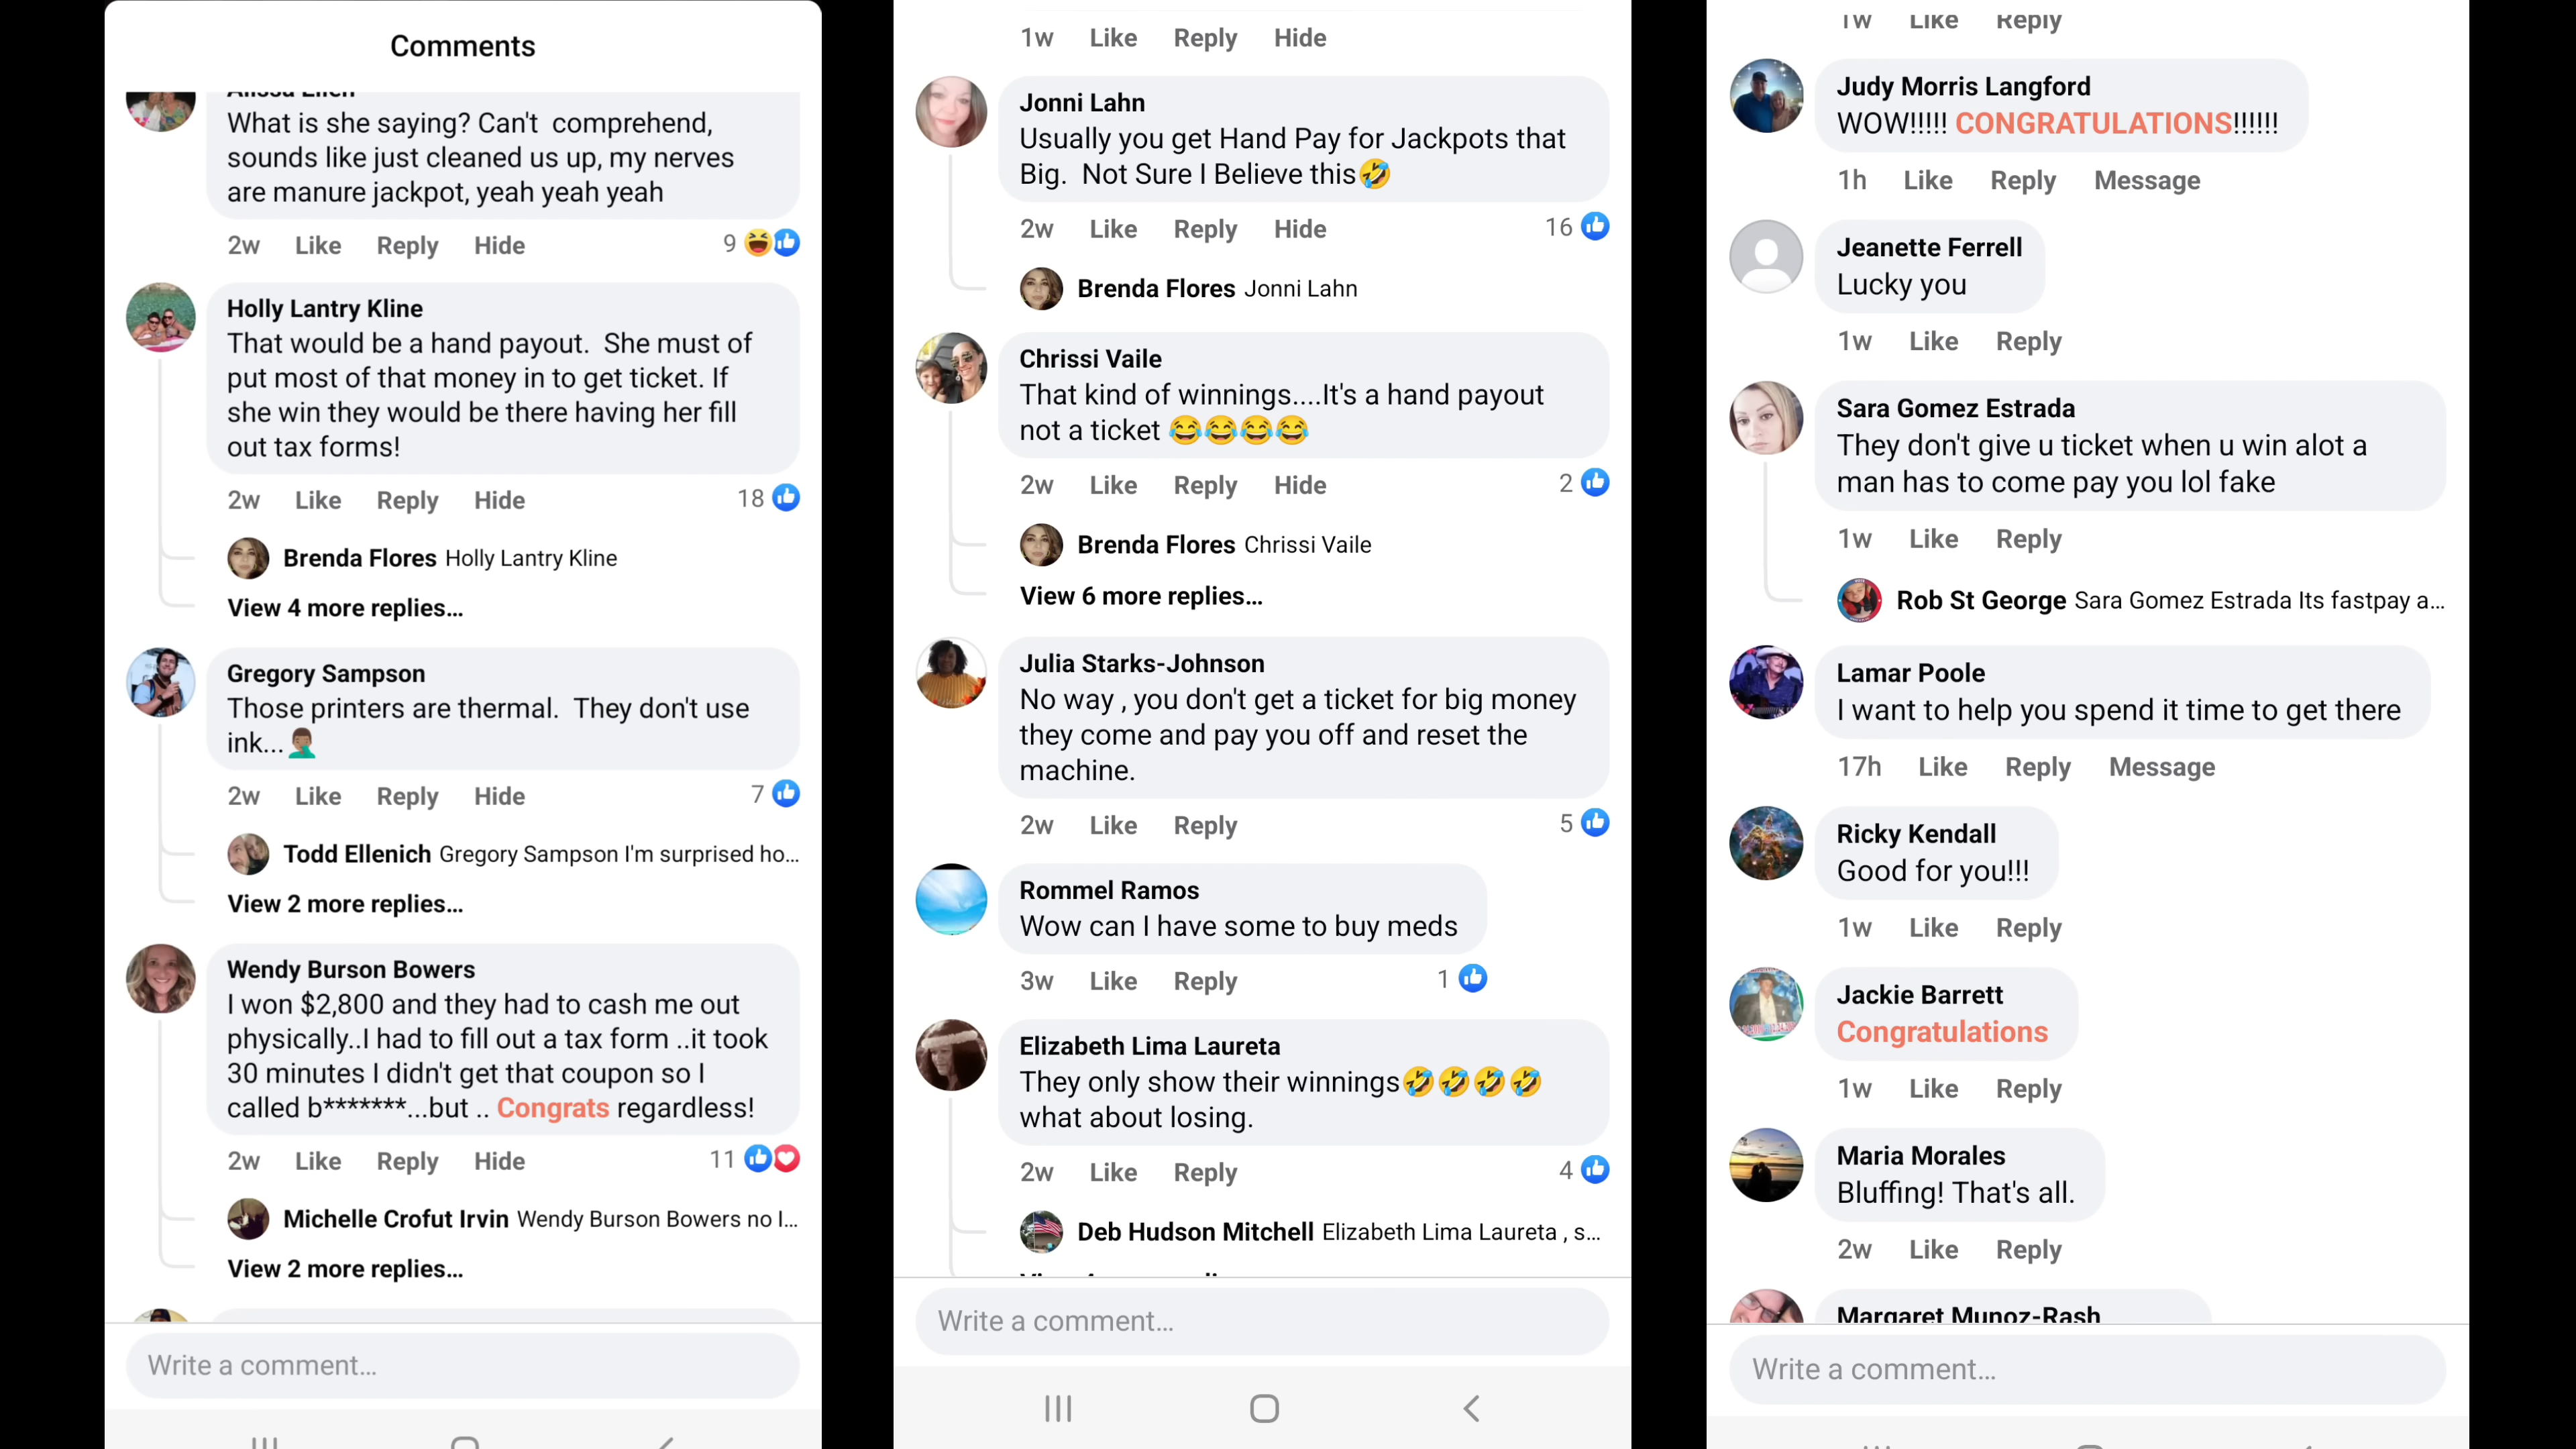 Comments
What is she saying? Can't comprehend,
sounds like just cleaned us up, my nerves
are manure jackpot, yeah yeah yeah
2w Like Reply Hide 9
Holly Lantry Kline
That would be a hand payout. She must of
put most of that money in to get ticket. If
she win they would be there having her fill
out tax forms!
2w Like Reply Hide 18
Brenda Flores Holly Lantry Kline
View 4 more replies...
Gregory Sampson
Those printers are thermal. They don't use
ink...🤦🏽‍♂️
2w Like Reply Hide 7
Todd Ellenich Gregory Sampson I'm surprised ho...
View 2 more replies...
Wendy Burson Bowers
I won $2,800 and they had to cash me out
physically..I had to fill out a tax form ..it took
30 minutes I didn't get that coupon so I
called b*******...but .. Congrats regardless!
2w Like Reply Hide 11
Michelle Crofut Irvin Wendy Burson Bowers no I...
View 2 more replies...
Write a comment...
1w Like Reply Hide
Jonni Lahn
Usually you get Hand Pay for Jackpots that
Big. Not Sure I Believe this🤣
2w Like Reply Hide 16
Brenda Flores Jonni Lahn
Chrissi Vaile
That kind of winnings....It's a hand payout
not a ticket 😂😂😂😂
2w Like Reply Hide 2
Brenda Flores Chrissi Vaile
View 6 more replies...
Julia Starks-Johnson
No way , you don't get a ticket for big money
they come and pay you off and reset the
machine.
2w Like Reply 5
Rommel Ramos
Wow can I have some to buy meds
3w Like Reply 1
Elizabeth Lima Laureta
They only show their winnings🤣🤣🤣🤣
what about losing.
2w Like Reply 4
Deb Hudson Mitchell Elizabeth Lima Laureta , s...
Write a comment...
1w Like Reply
Judy Morris Langford
WOW!!!!! CONGRATULATIONS!!!!!!
1h Like Reply Message
Jeanette Ferrell
Lucky you
1w Like Reply
Sara Gomez Estrada
They don't give u ticket when u win alot a
man has to come pay you lol fake
1w Like Reply
Rob St George Sara Gomez Estrada Its fastpay a...
Lamar Poole
I want to help you spend it time to get there
17h Like Reply Message
Ricky Kendall
Good for you!!!
1w Like Reply
Jackie Barrett
Congratulations
1w Like Reply
Maria Morales
Bluffing! That's all.
2w Like Reply
Margaret Munoz-Rash
Write a comment...